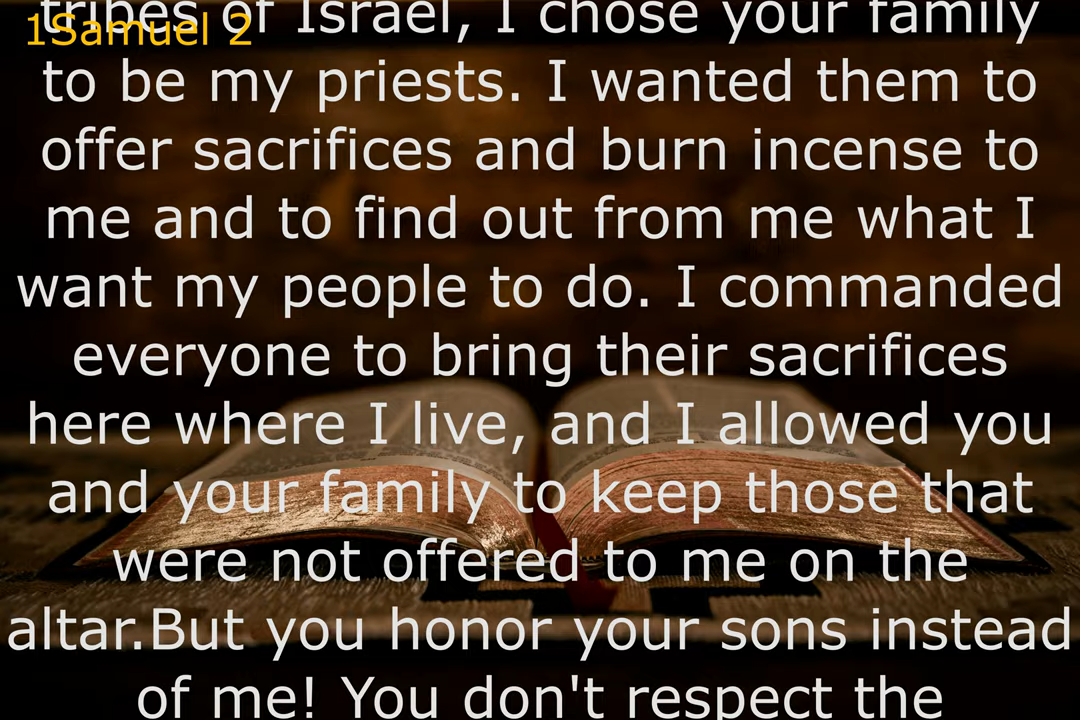 tribes of Israel, I chose your family
1Samuel 2
to be my priests. I wanted them to
offer sacrifices and burn incense to
me and to find out from me what I
want my people to do. I commanded
everyone to bring their sacrifices
here where I live, and I allowed you
and your family to keep those that
were not offered to me on the
altar.But you honor your sons instead
of me! You don't respect the